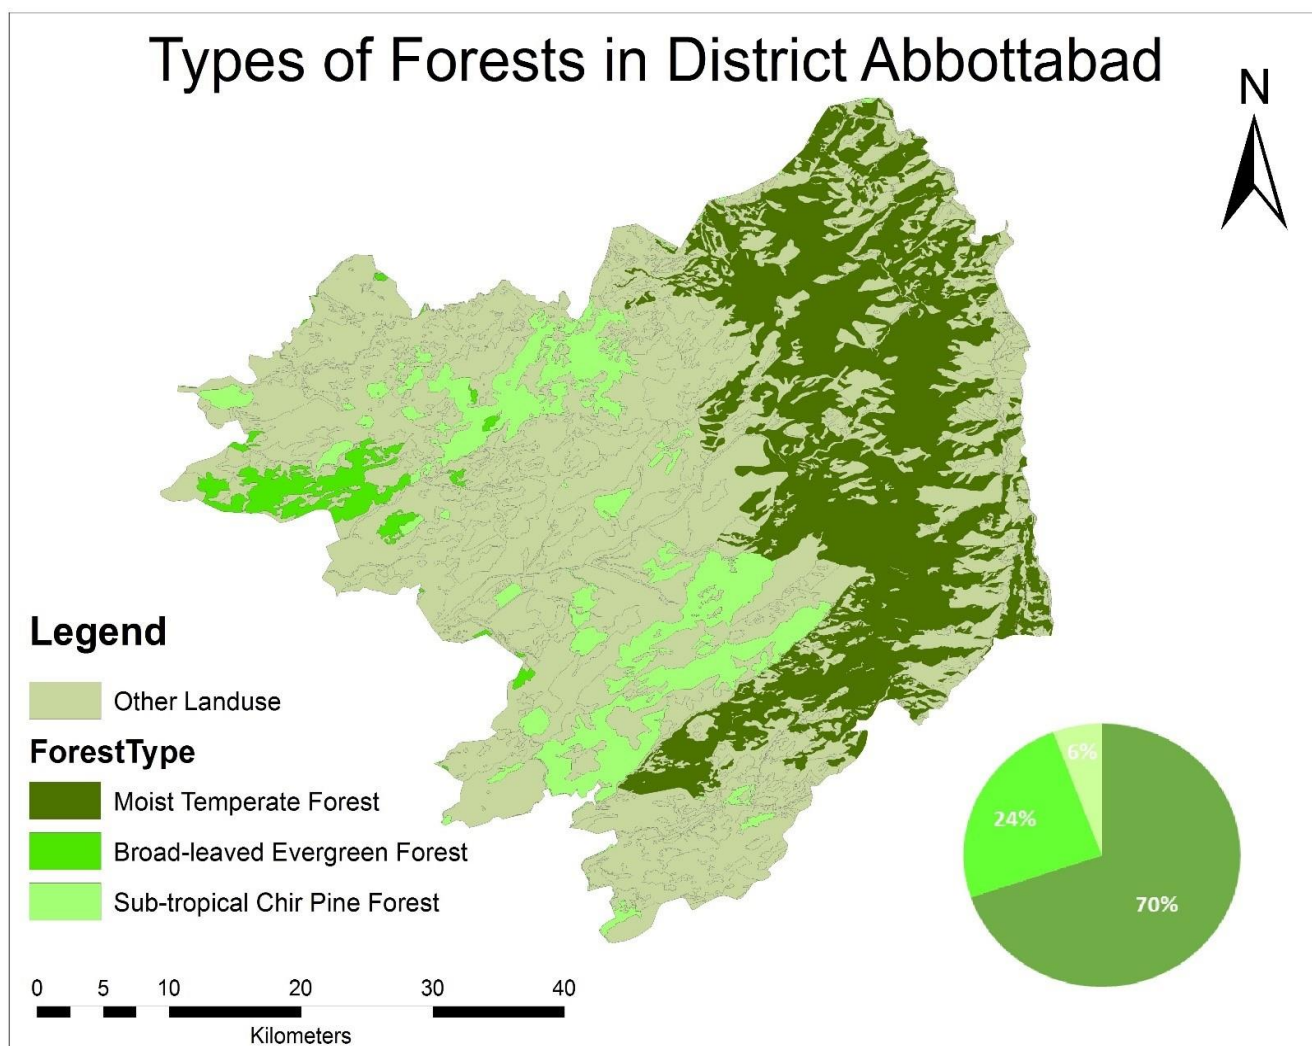 Types of Forests in District Abbottabad
N
Legend
Other Landuse
ForestType
Moist Temperate Forest
Broad-leaved Evergreen Forest
Sub-tropical Chir Pine Forest
0 5 10 20 30 40
Kilometers
6%
24%
70%